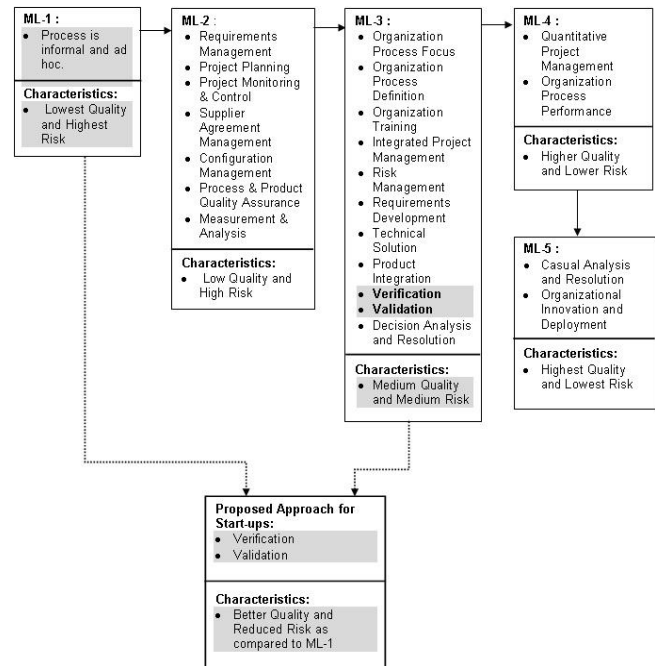 ML-1 :
• Process is
informal and ad
hoc.
Characteristics:
• Lowest Quality
and Highest
Risk
ML-2 :
• Requirements
Management
• Project Planning
• Project Monitoring
& Control
• Supplier
Agreement
Management
• Configuration
Management
• Process & Product
Quality Assurance
• Measurement &
Analysis
Characteristics:
• Low Quality and
High Risk
ML-3 :
• Organization
Process Focus
• Organization
Process
Definition
• Organization
Training
• Integrated Project
Management
• Risk
Management
• Requirements
Development
• Technical
Solution
• Product
Integration
• Verification
• Validation
• Decision Analysis
and Resolution
Characteristics:
• Medium Quality
and Medium Risk
ML-4 :
• Quantitative
Project
Management
• Organization
Process
Performance
Characteristics:
• Higher Quality
and Lower Risk
ML-5 :
• Casual Analysis
and Resolution
• Organizational
Innovation and
Deployment
Characteristics:
• Highest Quality
and Lowest Risk
Proposed Approach for
Start-ups:
• Verification
• Validation
Characteristics:
• Better Quality and
Reduced Risk as
compared to ML-1